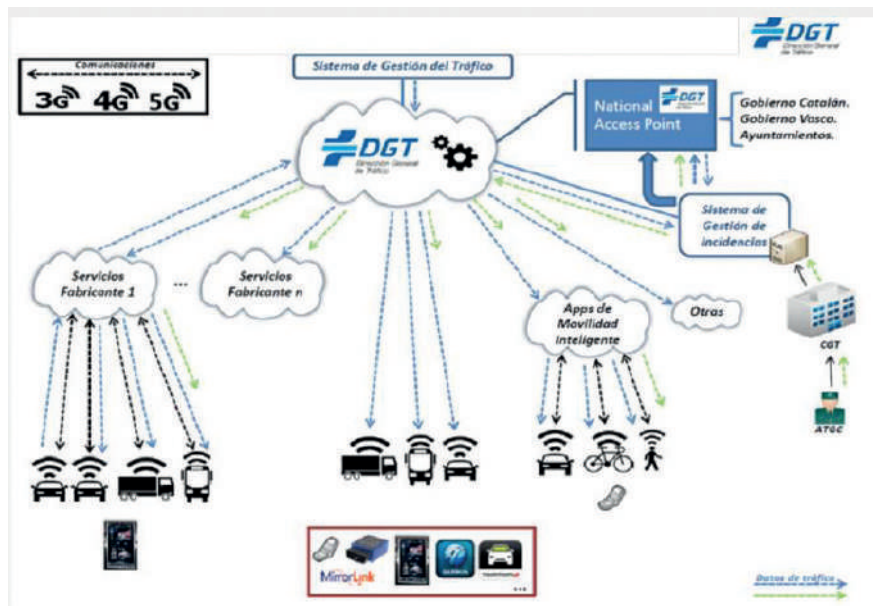 DGT
Dirección General
de Tráfico
Comunicaciones
3G 4G 5G
Sistema de Gestión del Tráfico
National
Access Point
DGT
Gobierno Catalán.
Gobierno Vasco.
Ayuntamientos.
DGT
Dirección General
de Tráfico
Sistema de
Gestión de
incidencias
Servicios
Fabricante 1
...
Servicios
Fabricante n
Apps de
Movilidad
Inteligente
Otras
CGT
ATGC
MirrorLink
Datos de tráfico